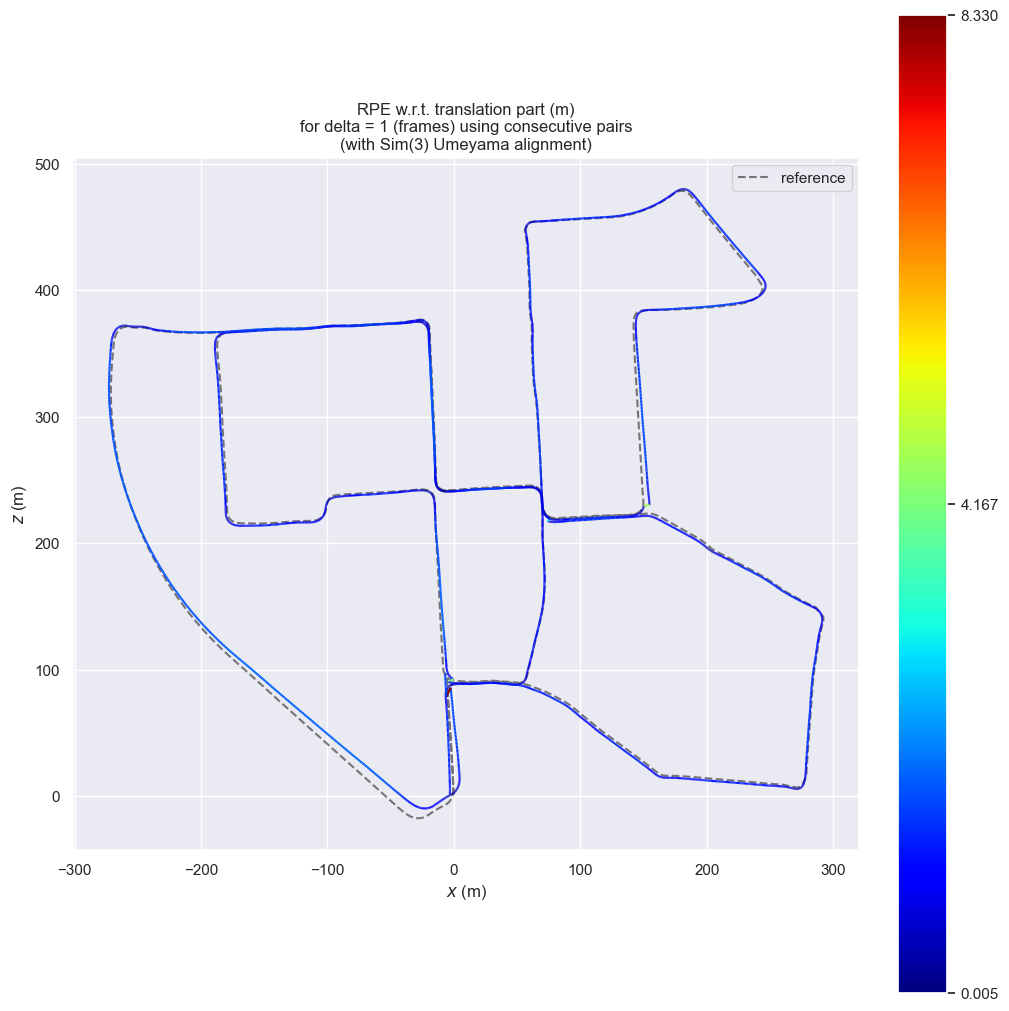 RPE w.r.t. translation part (m)
for delta = 1 (frames) using consecutive pairs
(with Sim(3) Umeyama alignment)
reference
500
400
300
200
100
0
z (m)
−300
−200
−100
0
100
200
300
x (m)
8.330
4.167
0.005